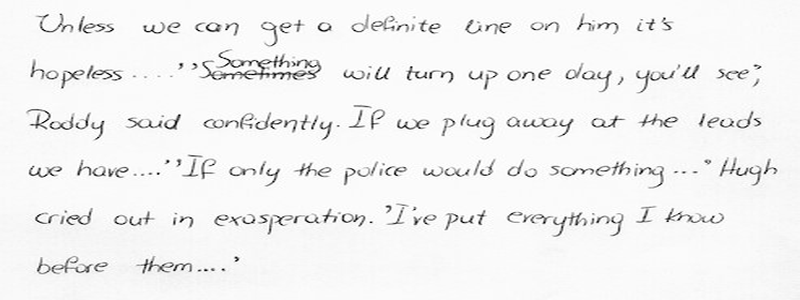 Unless we can get a definite line on him it's
hopeless ....' 'Something will turn up one day, you'll see,'
Roddy said confidently. If we plug away at the leads
we have....' 'If only the police would do something ...' Hugh
cried out in exasperation. 'I've put everything I know
before them....'